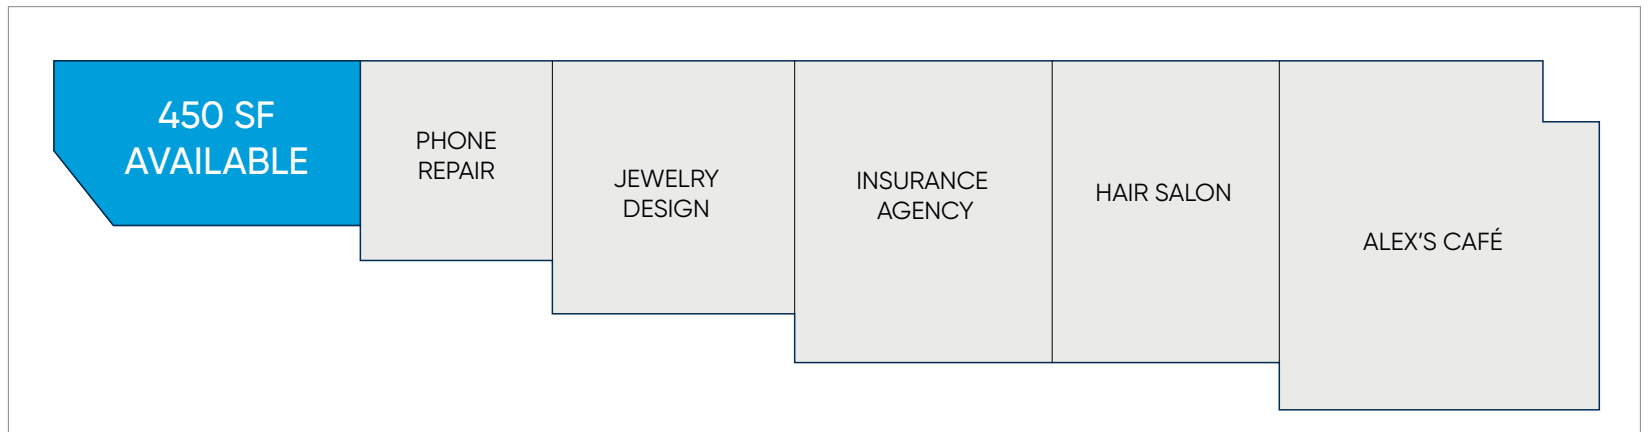 450 SF
AVAILABLE
PHONE
REPAIR
JEWELRY
DESIGN
INSURANCE
AGENCY
HAIR SALON
ALEX’S CAFÉ